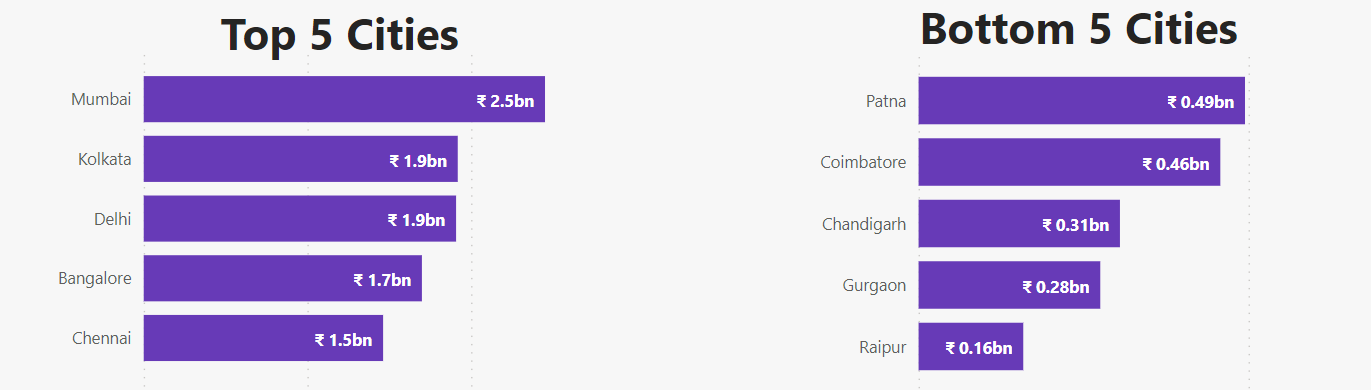 Top 5 Cities
Mumbai ₹ 2.5bn
Kolkata ₹ 1.9bn
Delhi ₹ 1.9bn
Bangalore ₹ 1.7bn
Chennai ₹ 1.5bn
Bottom 5 Cities
Patna ₹ 0.49bn
Coimbatore ₹ 0.46bn
Chandigarh ₹ 0.31bn
Gurgaon ₹ 0.28bn
Raipur ₹ 0.16bn